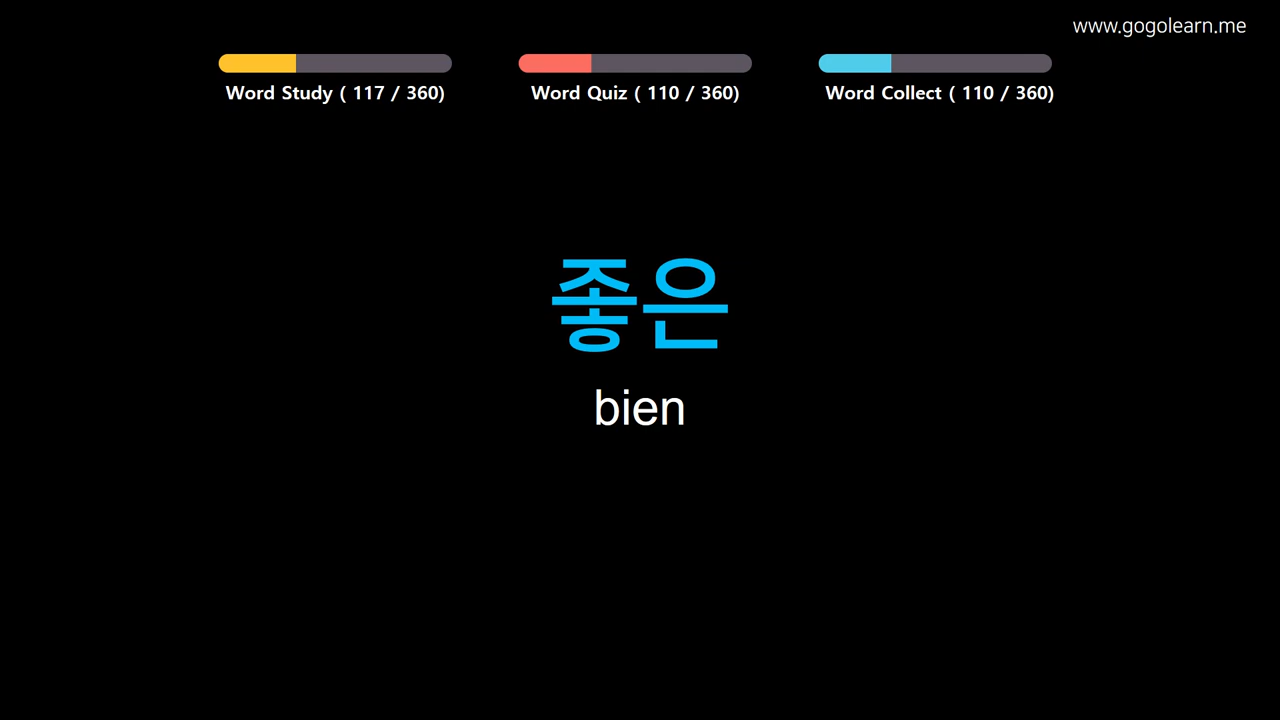 www.gogolearn.me
Word Study ( 117 / 360)
Word Quiz ( 110 / 360)
Word Collect ( 110 / 360)
좋은
bien